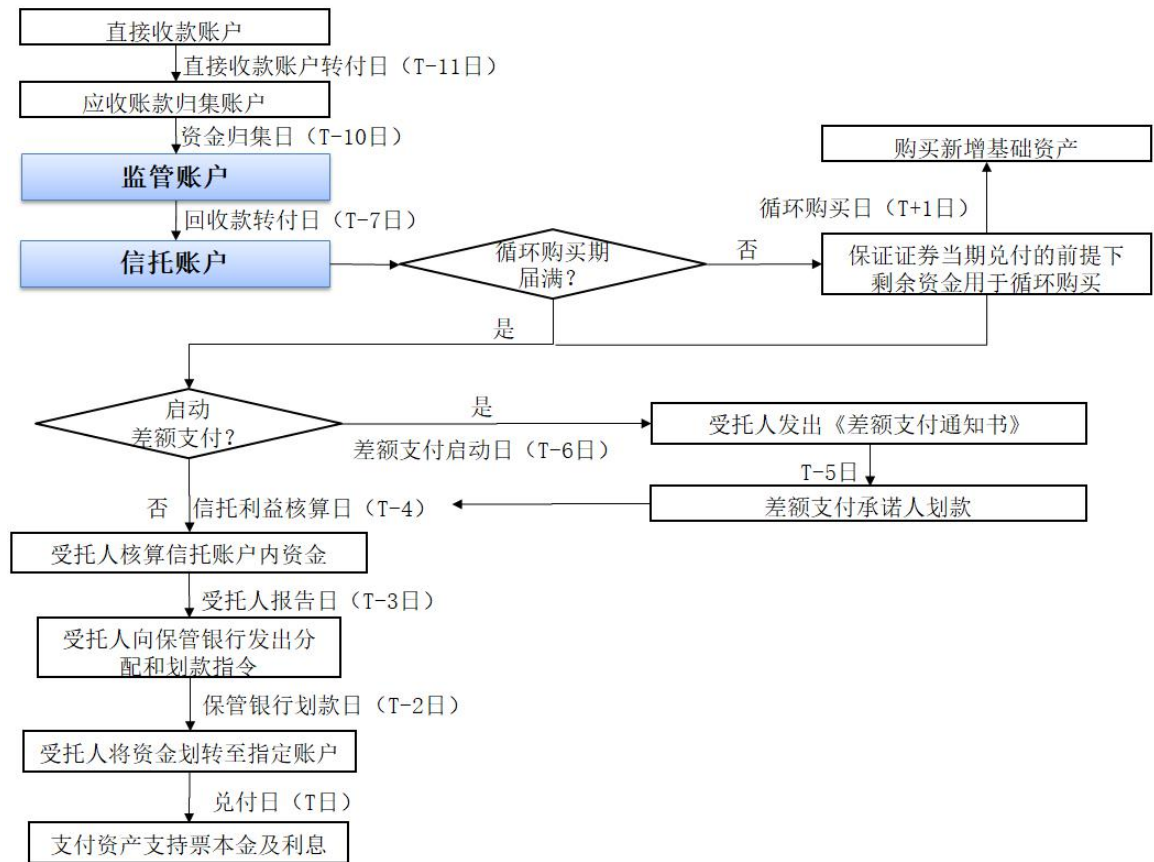 直接收款账户
直接收款账户转付日（T-11日）
应收账款归集账户
资金归集日（T-10日）
监管账户
回收款转付日（T-7日）
信托账户
循环购买期
届满？
否
保证证券当期兑付的前提下
剩余资金用于循环购买
循环购买日（T+1日）
购买新增基础资产
是
启动
差额支付？
是
差额支付启动日（T-6日）
受托人发出《差额支付通知书》
T-5日
差额支付承诺人划款
否
信托利益核算日（T-4）
受托人核算信托账户内资金
受托人报告日（T-3日）
受托人向保管银行发出分
配和划款指令
保管银行划款日（T-2日）
受托人将资金划转至指定账户
兑付日（T日）
支付资产支持票本金及利息